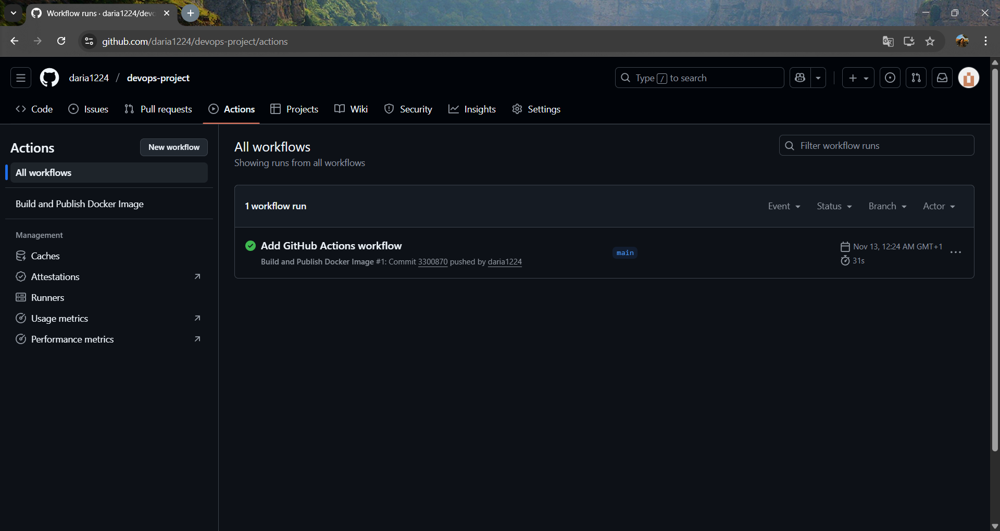 Workflow runs · daria1224/devo
github.com/daria1224/devops-project/actions
daria1224 / devops-project
Type / to search
Code
Issues
Pull requests
Actions
Projects
Wiki
Security
Insights
Settings
Actions
New workflow
All workflows
Build and Publish Docker Image
Management
Caches
Attestations
Runners
Usage metrics
Performance metrics
All workflows
Showing runs from all workflows
Filter workflow runs
1 workflow run
Event
Status
Branch
Actor
Add GitHub Actions workflow
Build and Publish Docker Image #1: Commit 3300870 pushed by daria1224
main
Nov 13, 12:24 AM GMT+1
31s